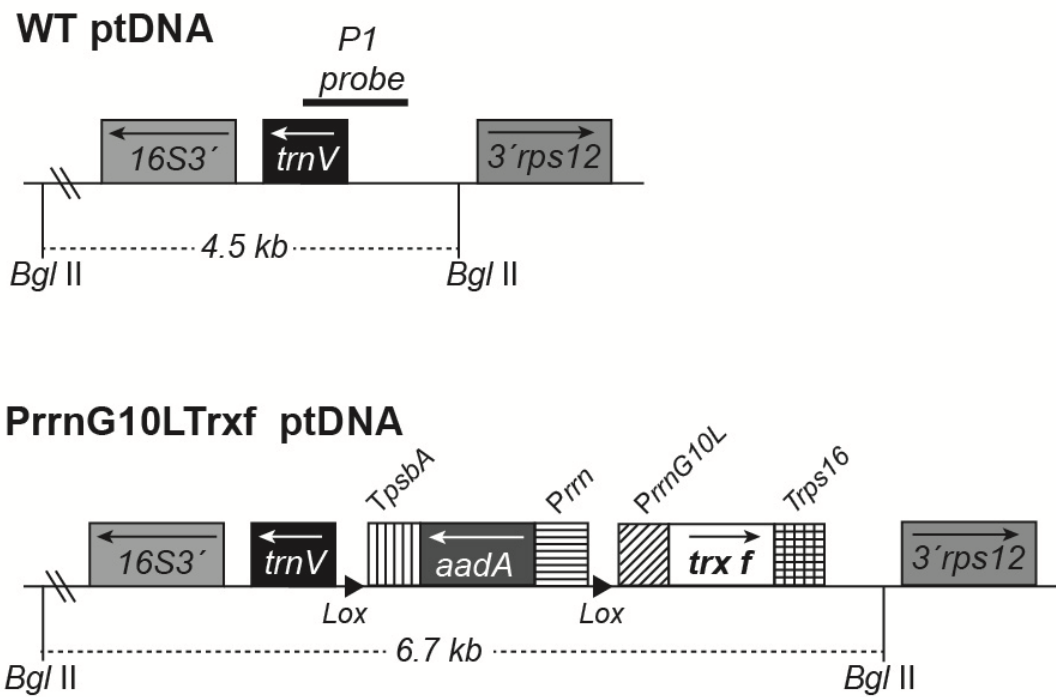 WT ptDNA
P1
probe
16S3´
trnV
3´rps12
4.5 kb
Bgl II
Bgl II
PrrnG10LTrxf ptDNA
TpsbA
Prrn
PrrnG10L
Trps16
16S3´
trnV
aadA
trx f
3´rps12
Lox
Lox
6.7 kb
Bgl II
Bgl II